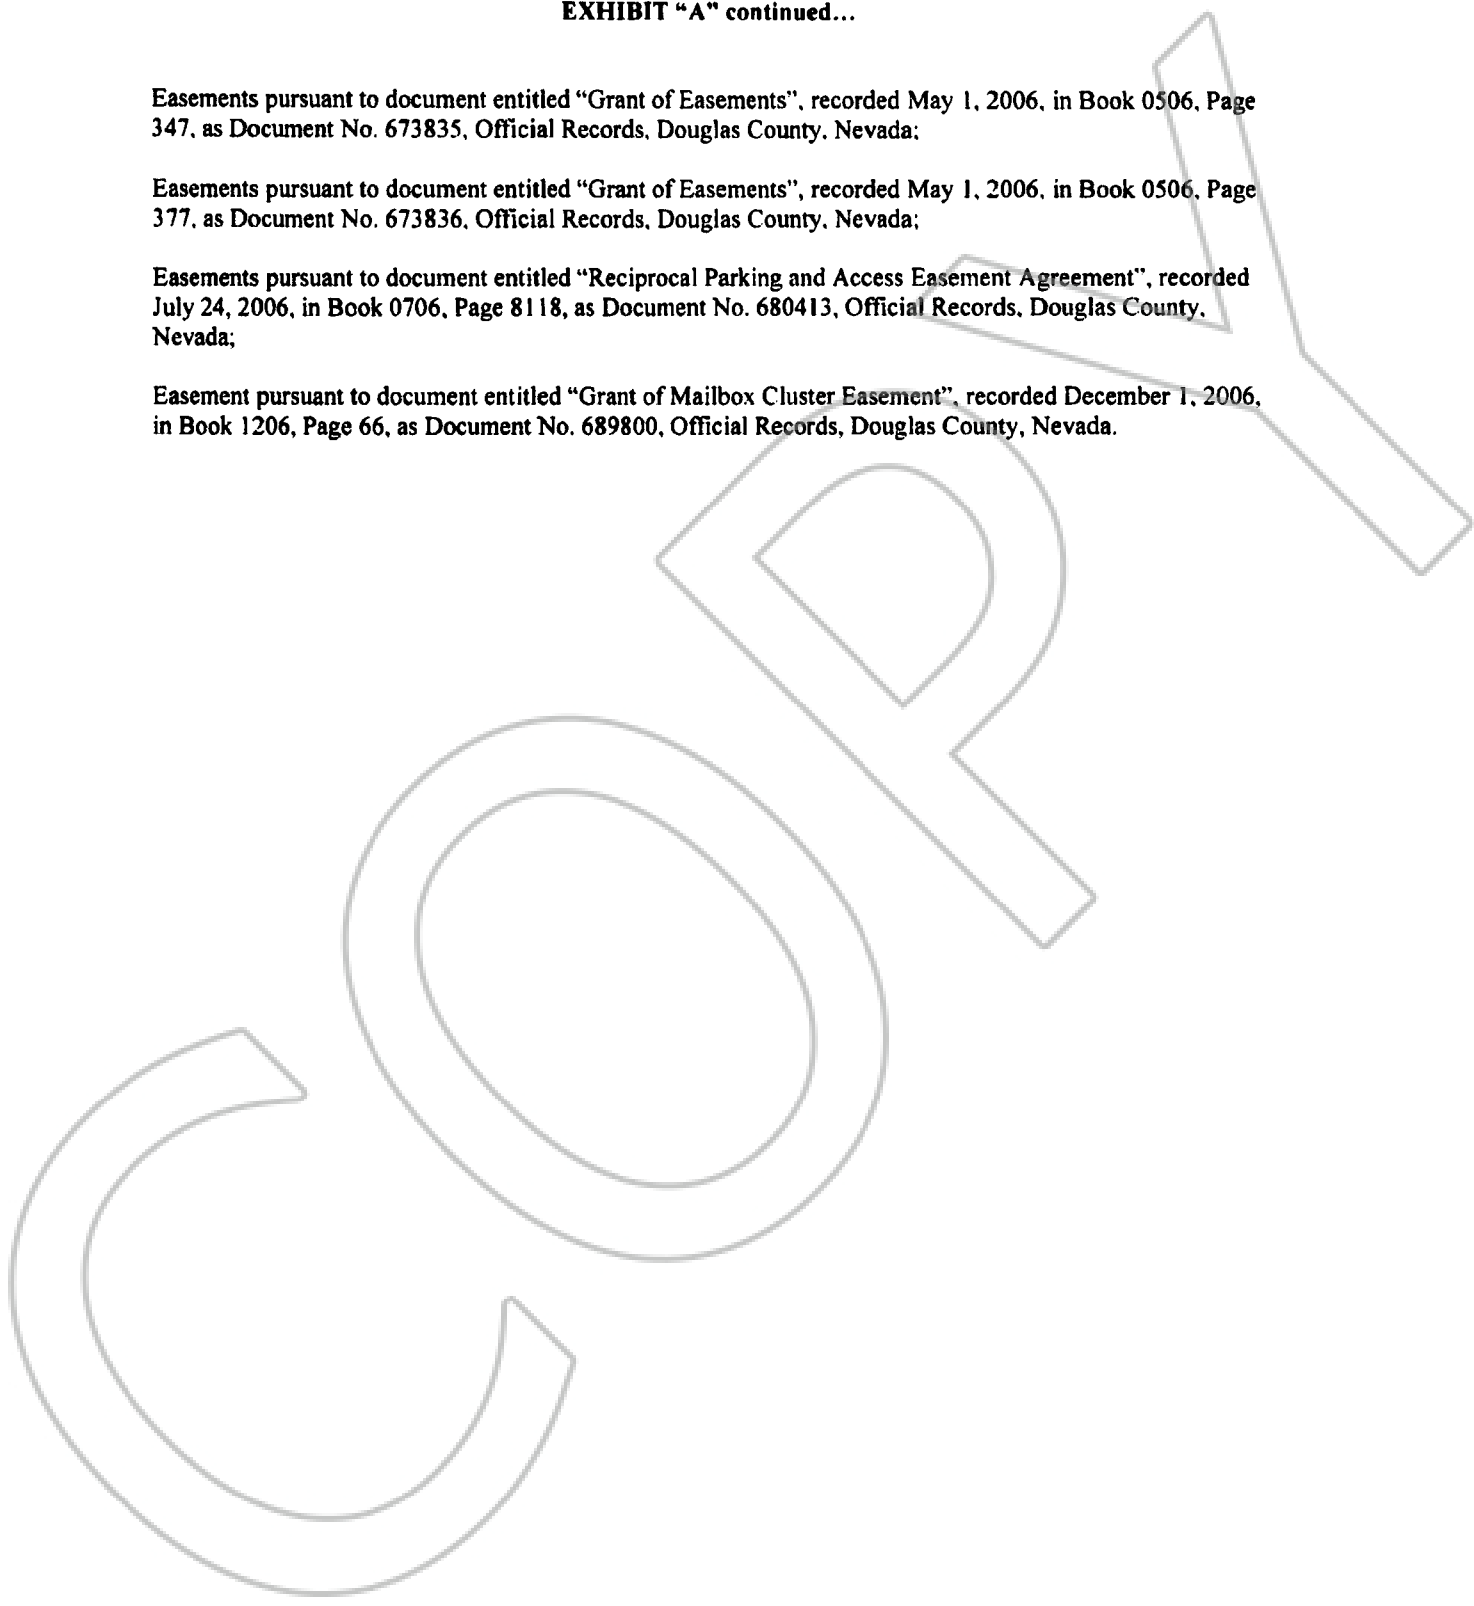 EXHIBIT “A” continued...
Easements pursuant to document entitled “Grant of Easements”, recorded May 1, 2006, in Book 0506, Page
347, as Document No. 673835, Official Records, Douglas County, Nevada;
Easements pursuant to document entitled “Grant of Easements”, recorded May 1, 2006, in Book 0506, Page
377, as Document No. 673836, Official Records, Douglas County, Nevada;
Easements pursuant to document entitled “Reciprocal Parking and Access Easement Agreement”, recorded
July 24, 2006, in Book 0706, Page 8118, as Document No. 680413, Official Records, Douglas County,
Nevada;
Easement pursuant to document entitled “Grant of Mailbox Cluster Easement”, recorded December 1, 2006,
in Book 1206, Page 66, as Document No. 689800, Official Records, Douglas County, Nevada.
COPY